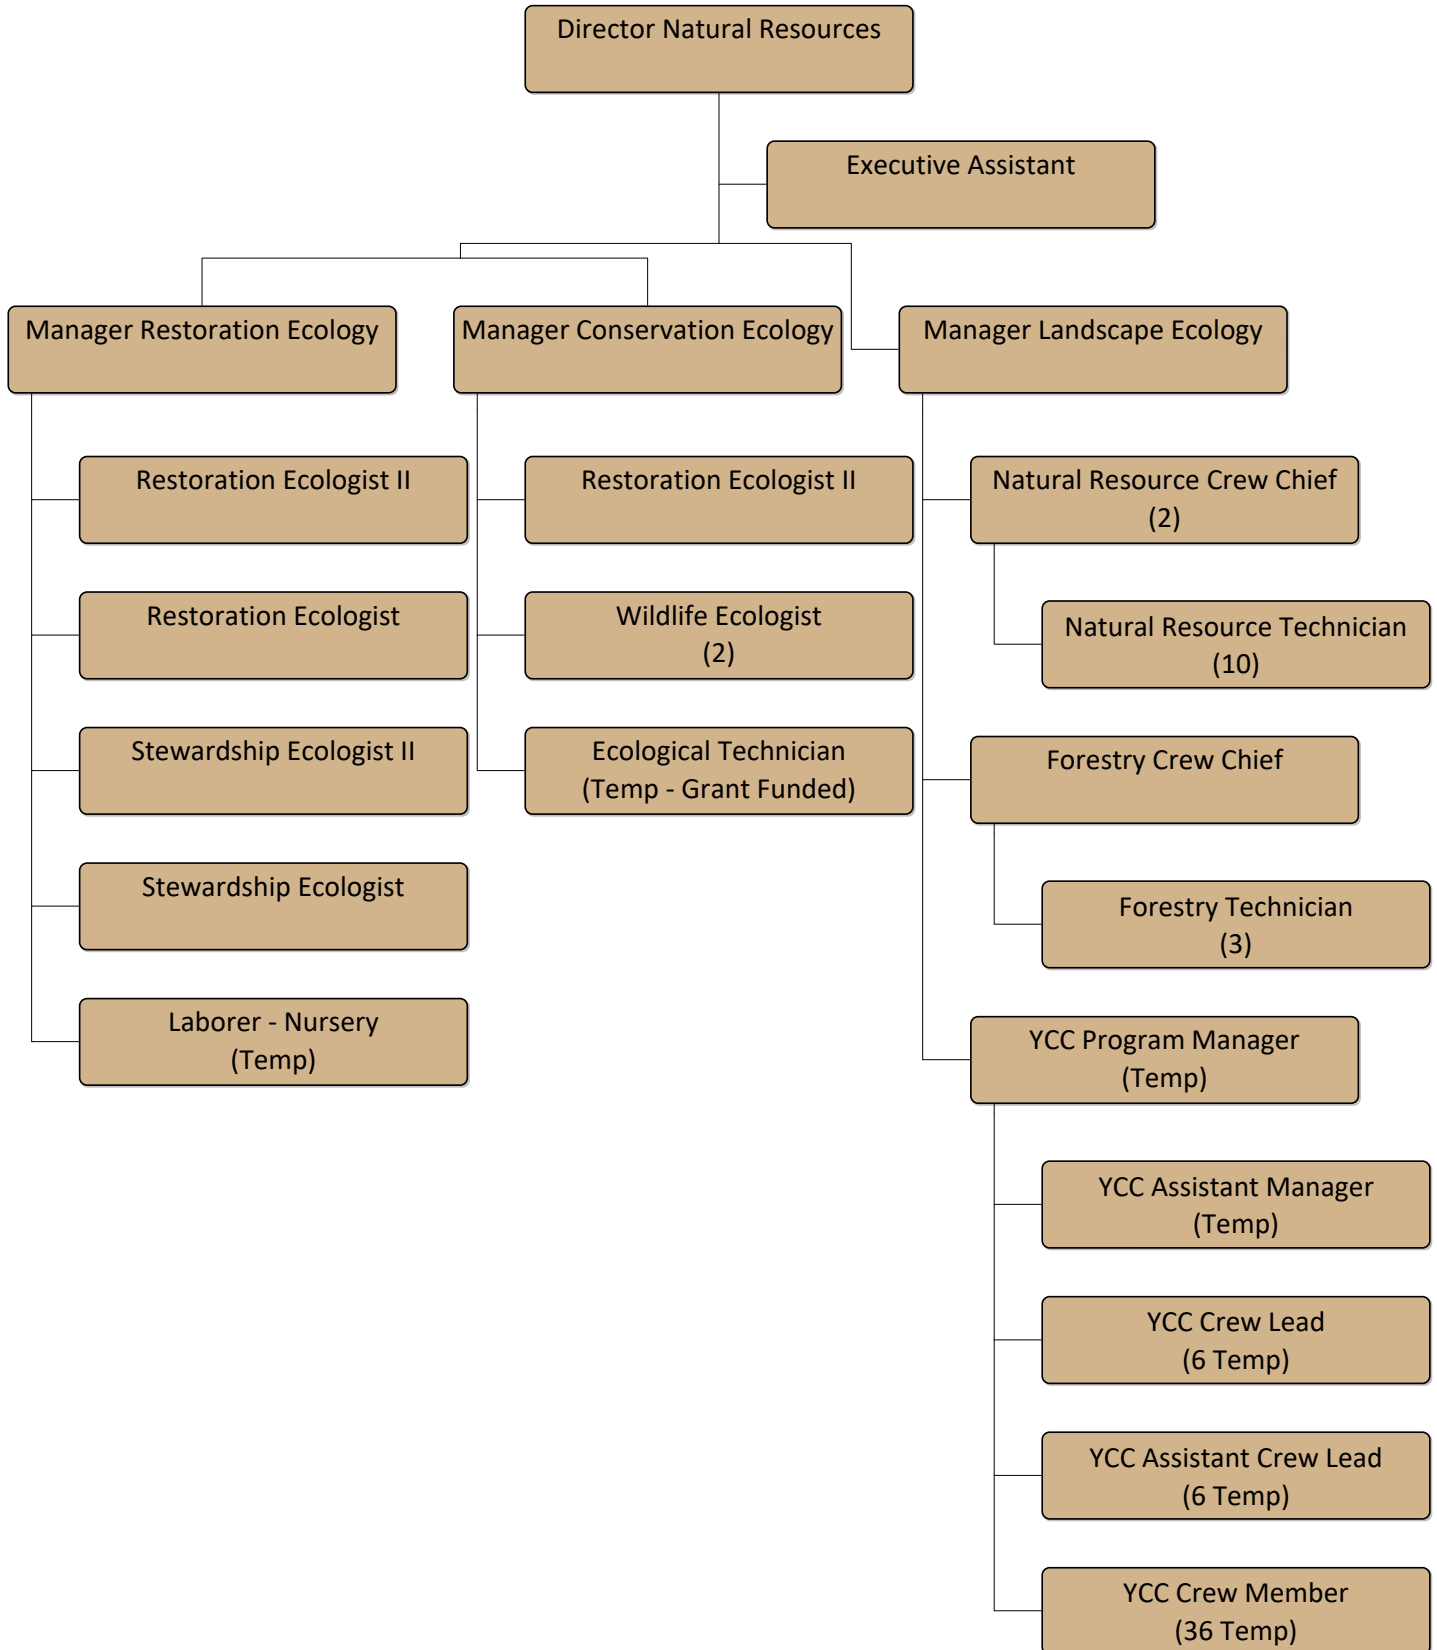 Director Natural Resources
Executive Assistant
Manager Restoration Ecology
Manager Conservation Ecology
Manager Landscape Ecology
Restoration Ecologist II
Restoration Ecologist
Stewardship Ecologist II
Stewardship Ecologist
Laborer - Nursery
(Temp)
Restoration Ecologist II
Wildlife Ecologist
(2)
Ecological Technician
(Temp - Grant Funded)
Natural Resource Crew Chief
(2)
Natural Resource Technician
(10)
Forestry Crew Chief
Forestry Technician
(3)
YCC Program Manager
(Temp)
YCC Assistant Manager
(Temp)
YCC Crew Lead
(6 Temp)
YCC Assistant Crew Lead
(6 Temp)
YCC Crew Member
(36 Temp)